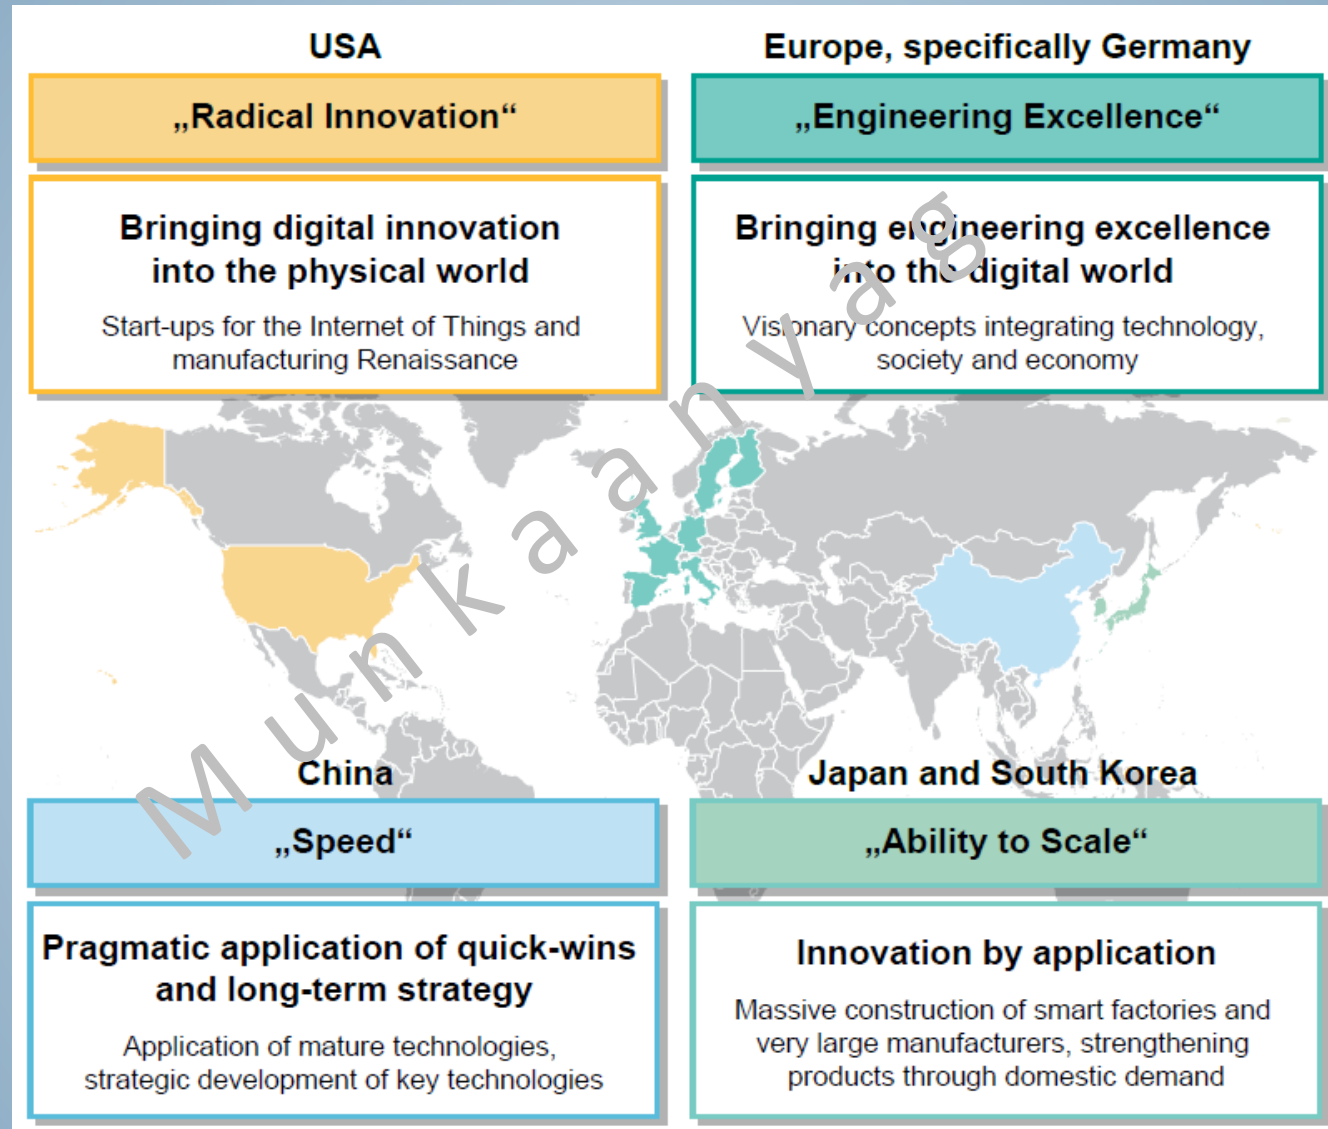 USA
„Radical Innovation“
Bringing digital innovation
into the physical world
Start-ups for the Internet of Things and
manufacturing Renaissance
Europe, specifically Germany
„Engineering Excellence“
Bringing engineering excellence
into the digital world
Visionary concepts integrating technology,
society and economy
Munkaanyag
China
„Speed“
Pragmatic application of quick-wins
and long-term strategy
Application of mature technologies,
strategic development of key technologies
Japan and South Korea
„Ability to Scale“
Innovation by application
Massive construction of smart factories and
very large manufacturers, strengthening
products through domestic demand